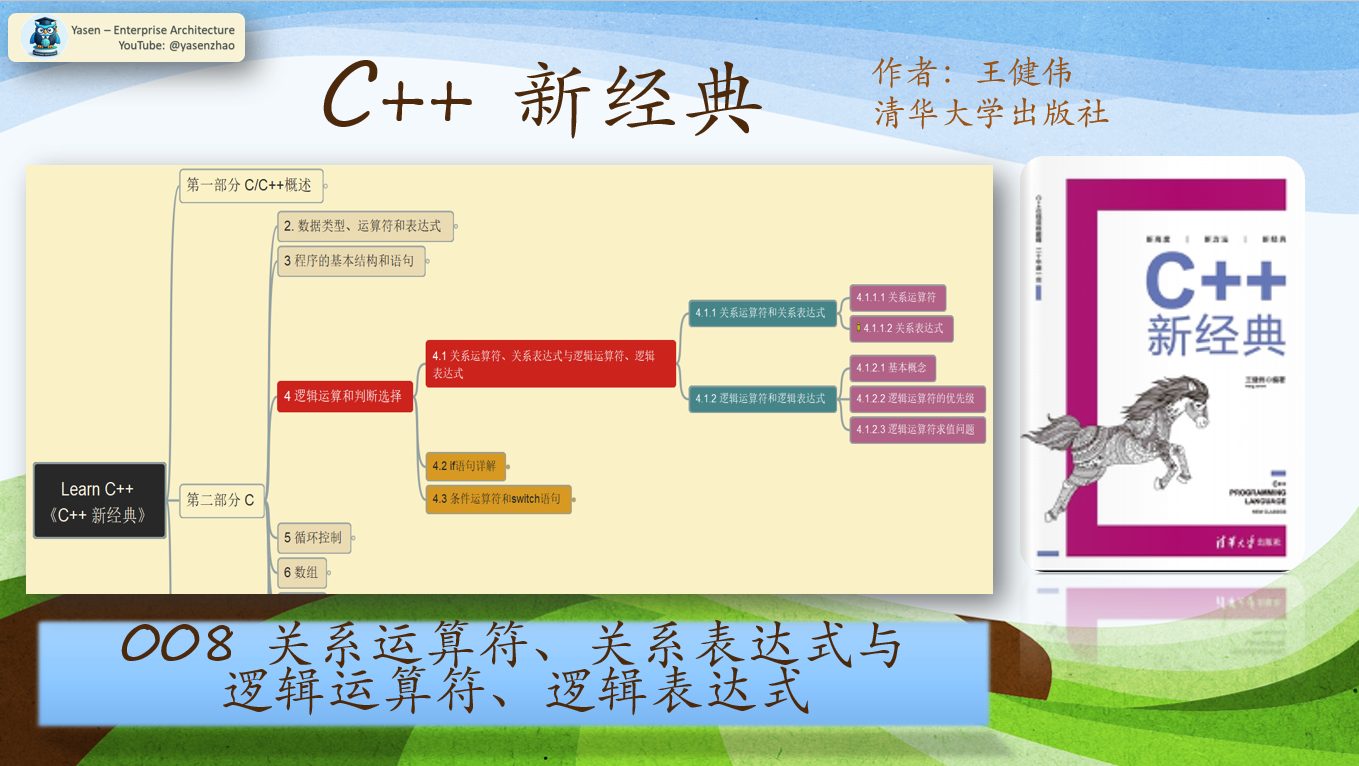 Yasen – Enterprise Architecture
YouTube: @yasenzhao
C++ 新经典
作者: 王健伟
清华大学出版社
第一部分 C/C++概述
2. 数据类型、运算符和表达式
3 程序的基本结构和语句
4 逻辑运算和判断选择
4.1 关系运算符、关系表达式与逻辑运算符、逻辑
表达式
4.1.1 关系运算符和关系表达式
4.1.1.1 关系运算符
4.1.1.2 关系表达式
4.1.2 逻辑运算符和逻辑表达式
4.1.2.1 基本概念
4.1.2.2 逻辑运算符的优先级
4.1.2.3 逻辑运算符求值问题
4.2 if语句详解
4.3 条件运算符和switch语句
Learn C++
《C++ 新经典》
第二部分 C
5 循环控制
6 数组
C++
新经典
王健伟◎编著
C++
PROGRAMMING
LANGUAGE
NEW CLASSICS
清华大学出版社
008 关系运算符、关系表达式与
逻辑运算符、逻辑表达式